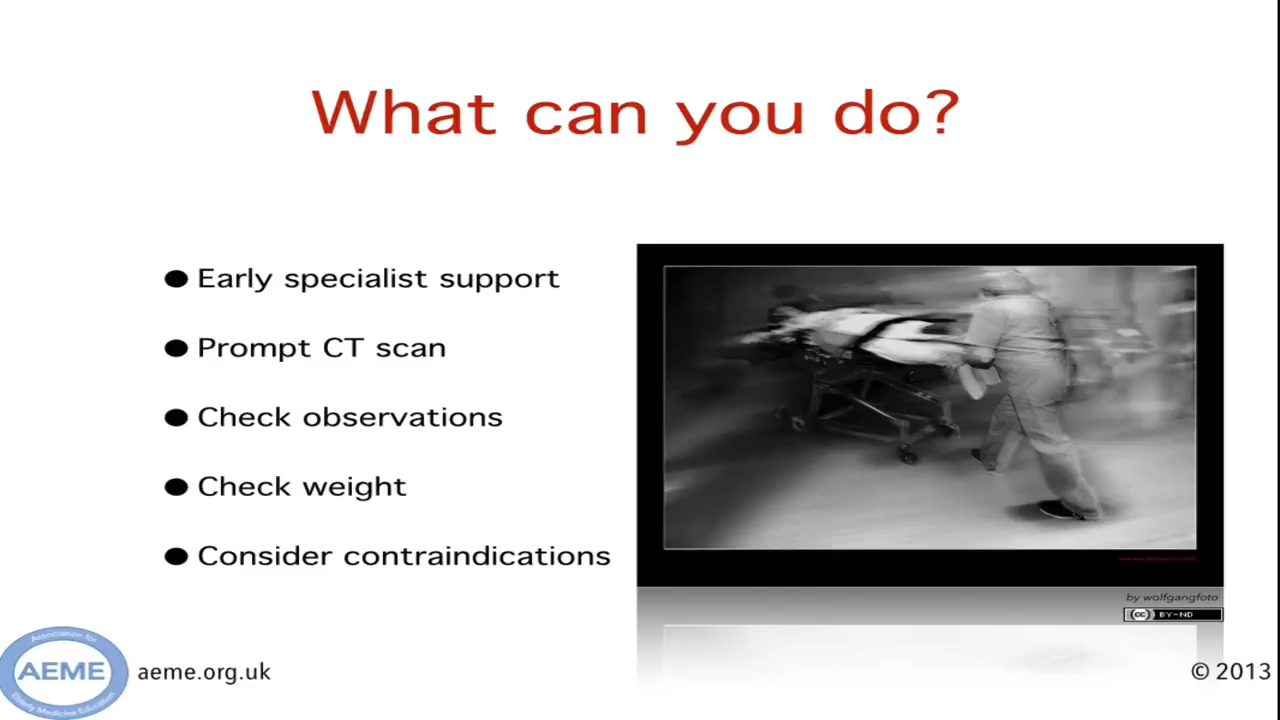 What can you do?
● Early specialist support
● Prompt CT scan
● Check observations
● Check weight
● Consider contraindications
by wolfgangfoto
cc BY-ND
Association for
AEME
Elderly Medicine Education
aeme.org.uk
© 2013